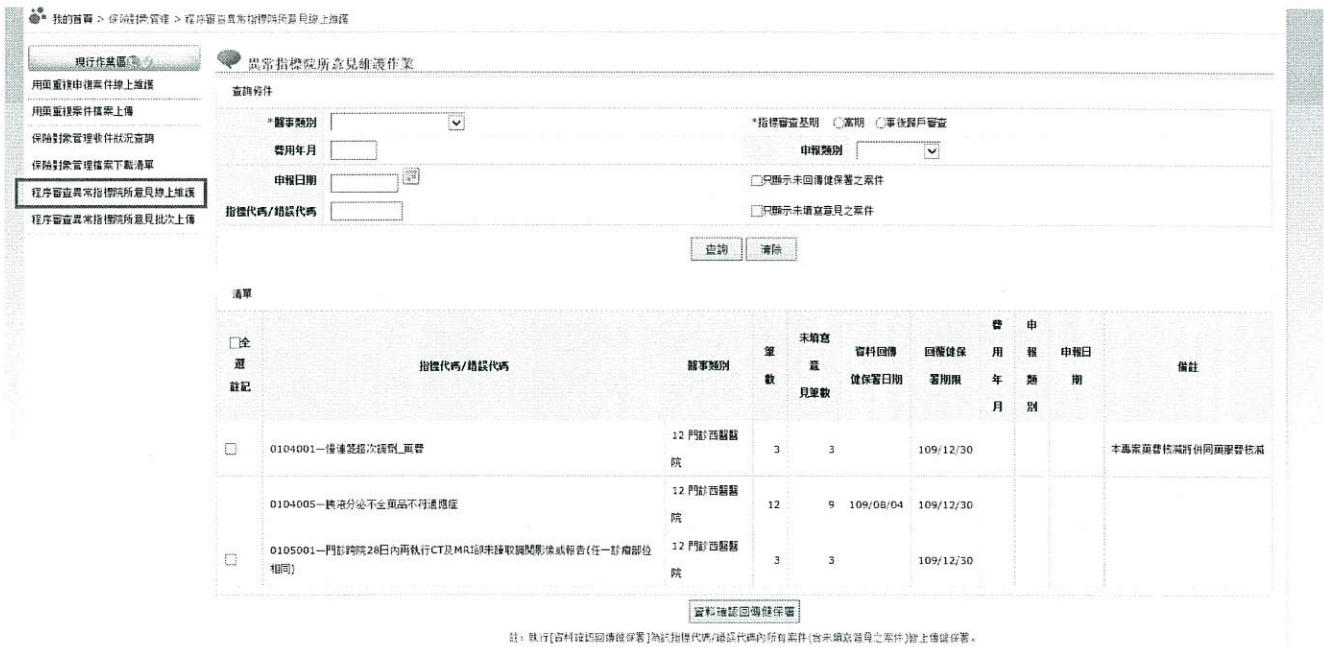 我的首頁 > 保險對象管理 > 程序審查異常指標院所意見線上維護
現行作業區
用藥重複申復案件線上維護
用藥重複案件檔案上傳
保險對象管理收件狀況查詢
保險對象管理檔案下載清單
程序審查異常指標院所意見線上維護
程序審查異常指標院所意見批次上傳
異常指標院所意見維護作業
查詢條件
*醫事類別
*指標審查基期 當期 事後歸戶審查
費用年月
申報類別
申報日期
只顯示未回傳健保署之案件
指標代碼/錯誤代碼
只顯示未填寫意見之案件
查詢 清除
清單
全選註記 指標代碼/錯誤代碼 醫事類別 筆數 未填寫意見筆數 資料回傳健保署日期 回覆健保署期限 費用年月 申報類別 申報日期 備註
0104001—慢連箋超次調劑_藥費 12 門診西醫醫院 3 3 109/12/30 本專案藥費核減將併同藥服費核減
0104005—胰液分泌不全藥品不符適應症 12 門診西醫醫院 12 9 109/08/04 109/12/30
0105001—門診跨院28日內再執行CT及MRI卻未讀取調閱影像或報告(任一診療部位相同) 12 門診西醫醫院 3 3 109/12/30
資料確認回傳健保署
註：執行[資料確認回傳健保署]為該指標代碼/錯誤代碼內所有案件(含未填寫意見之案件)皆上傳健保署。